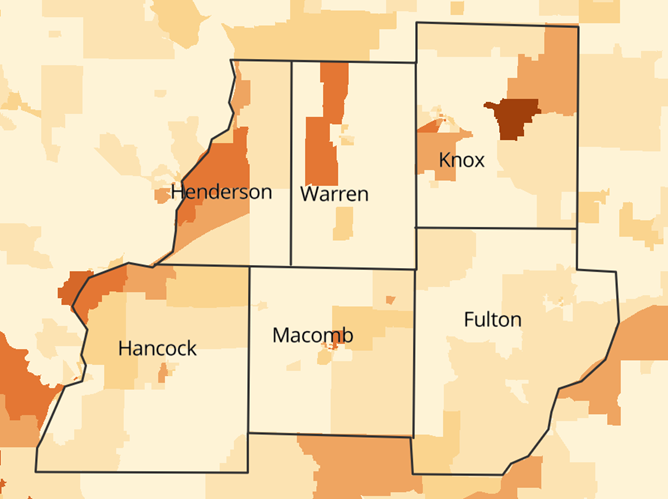 Knox
Henderson
Warren
Fulton
Macomb
Hancock